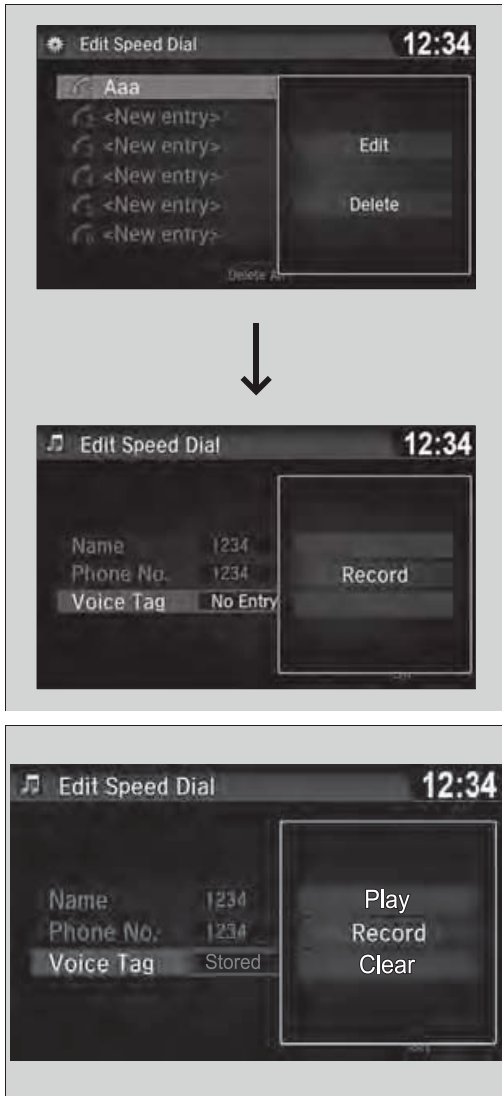 Edit Speed Dial 12:34
Aaa
<New entry>
<New entry>
<New entry>
<New entry>
<New entry>
Edit
Delete
Delete All
Edit Speed Dial 12:34
Name 1234
Phone No. 1234
Voice Tag No Entry
Record
Edit Speed Dial 12:34
Name 1234
Phone No. 1234
Voice Tag Stored
Play
Record
Clear